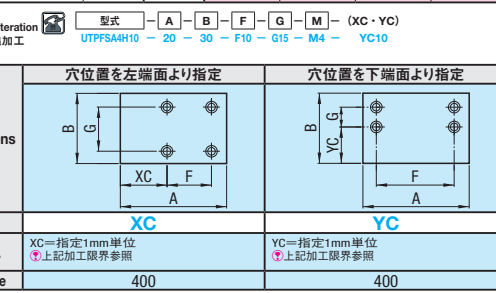 teration 型式 － A － B － F － G － M － (XC・YC)
加工 UTPFSA4H10 － 20 － 30 － F10 － G15 － M4 － YC10
穴位置を左端面より指定 穴位置を下端面より指定
ns
B G XC F A
B G YC F A
XC YC
XC＝指定1mm単位 YC＝指定1mm単位
上記加工限界参照 上記加工限界参照
e 400 400